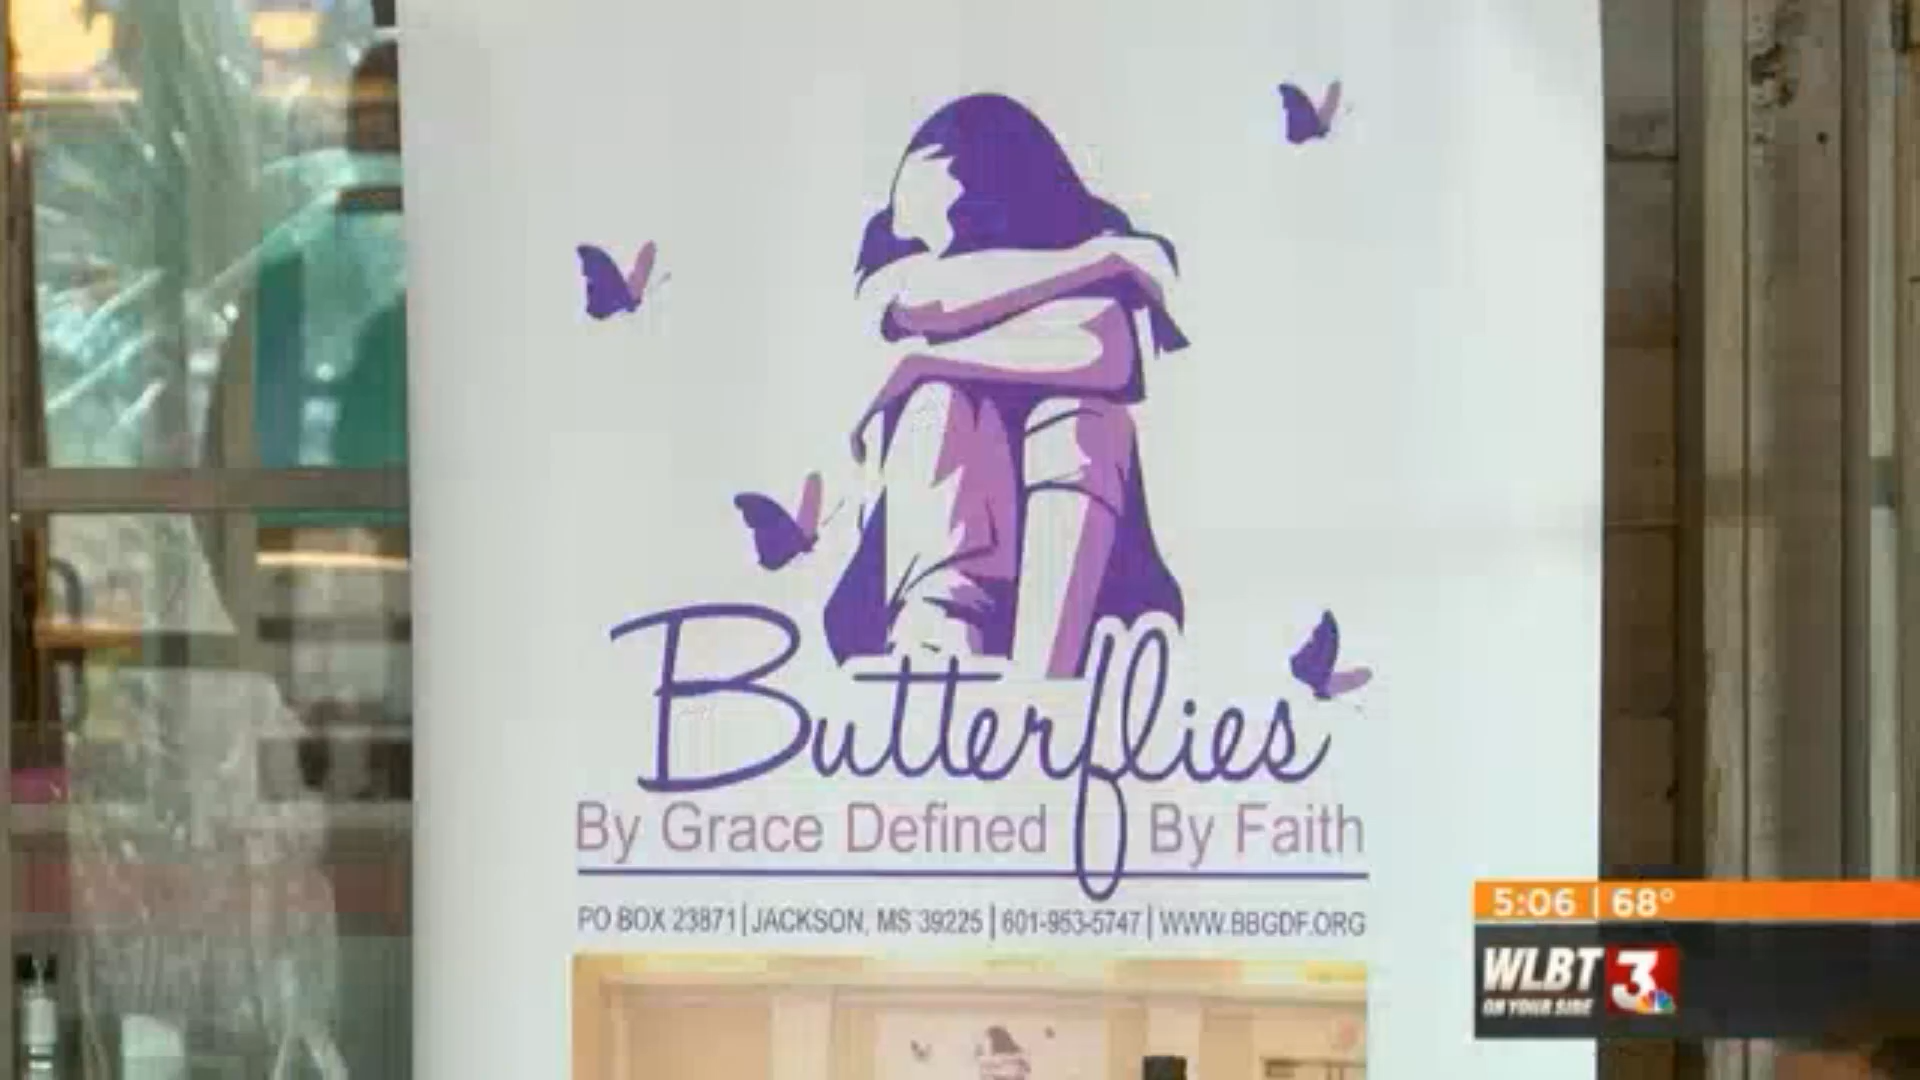 Butterflies
By Grace Defined By Faith
PO BOX 23871 | JACKSON, MS 39225 | 601-953-5747 | WWW.BBGDF.ORG
5:06 | 68°
WLBT 3
ON YOUR SIDE